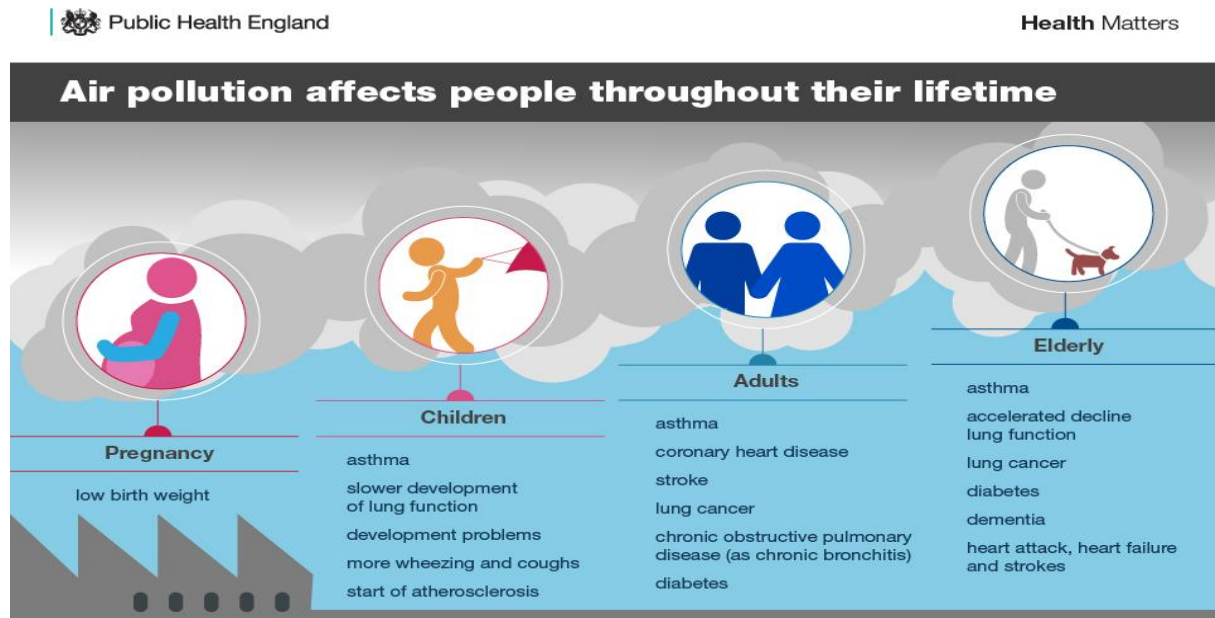 Public Health England
Health Matters
Air pollution affects people throughout their lifetime
Pregnancy
low birth weight
Children
asthma
slower development
of lung function
development problems
more wheezing and coughs
start of atherosclerosis
Adults
asthma
coronary heart disease
stroke
lung cancer
chronic obstructive pulmonary
disease (as chronic bronchitis)
diabetes
Elderly
asthma
accelerated decline
lung function
lung cancer
diabetes
dementia
heart attack, heart failure
and strokes